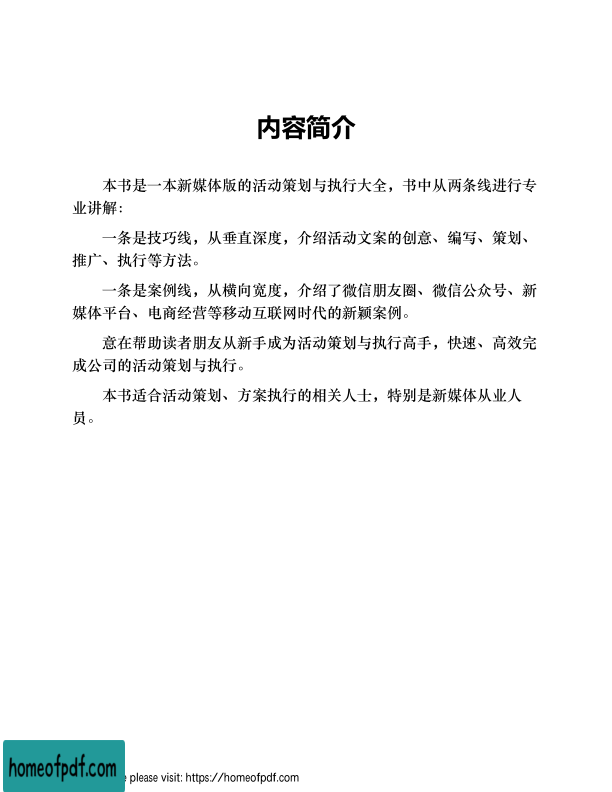 内容简介
本书是一本新媒体版的活动策划与执行大全，书中从两条线进行专
业讲解：
一条是技巧线，从垂直深度，介绍活动文案的创意、编写、策划、
推广、执行等方法。
一条是案例线，从横向宽度，介绍了微信朋友圈、微信公众号、新
媒体平台、电商经营等移动互联网时代的新颖案例。
意在帮助读者朋友从新手成为活动策划与执行高手，快速、高效完
成公司的活动策划与执行。
本书适合活动策划、方案执行的相关人士，特别是新媒体从业人
员。
homeofpdf.com
please visit: https://homeofpdf.com